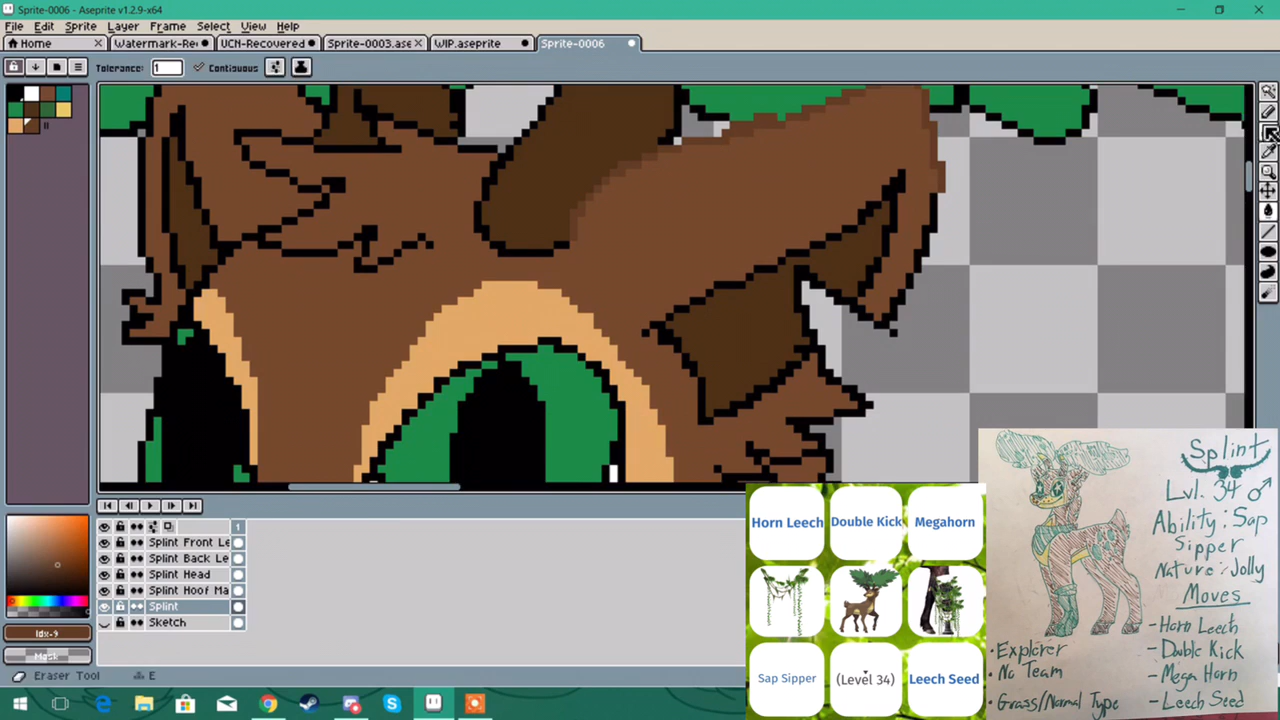 Sprite-0006 - Aseprite v1.2.9-x64
File Edit Sprite Layer Frame Select View Help
Home Watermark-Re UCN-Recovered Sprite-0003.ase WIP.aseprite Sprite-0006
Tolerance: 1 Contiguous
1
Splint Front Le
Splint Back Le
Splint Head
Splint Hoof Ma
Splint
Sketch
Idx-9
Mask
Eraser Tool E
Horn Leech Double Kick Megahorn
Sap Sipper (Level 34) Leech Seed
Splint
Lvl. 34 ♂
Ability: Sap
Sipper
Nature: Jolly
Moves
- Horn Leech
- Duble Kick
- Mega Horn
- Leech Seed
• Explorer
• No Team
• Grass/Normal Type